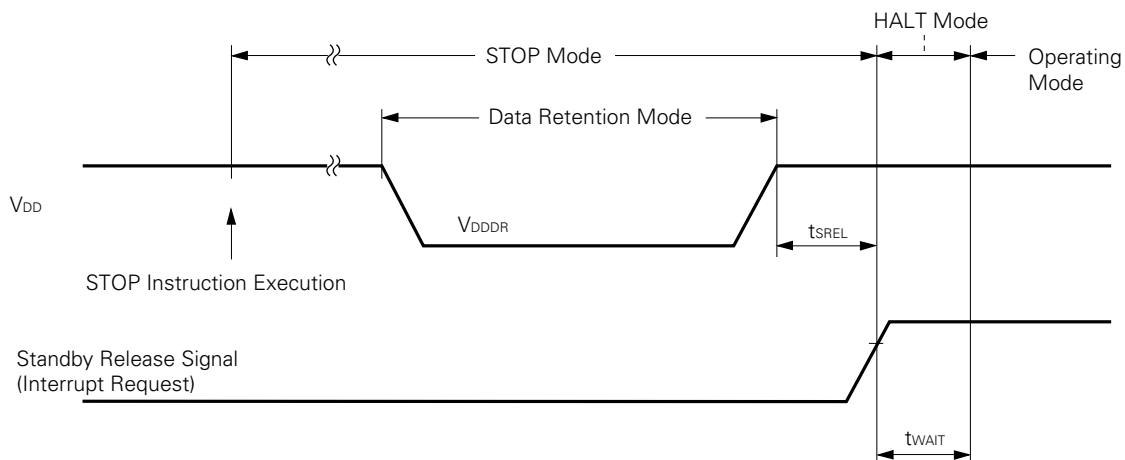 HALT Mode
STOP Mode
Operating
Mode
Data Retention Mode
VDD
VDDDR
tSREL
STOP Instruction Execution
Standby Release Signal
(Interrupt Request)
tWAIT